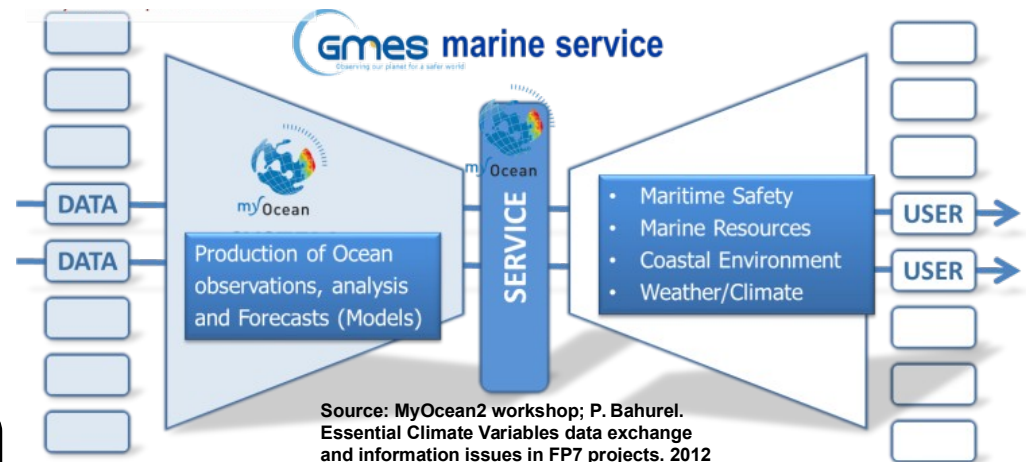 GMes marine service
Observing our planet for a safer world
DATA
DATA
myOcean
Production of Ocean
observations, analysis
and Forecasts (Models)
myOcean
SERVICE
• Maritime Safety
• Marine Resources
• Coastal Environment
• Weather/Climate
USER
USER
Source: MyOcean2 workshop; P. Bahurel.
Essential Climate Variables data exchange
and information issues in FP7 projects. 2012